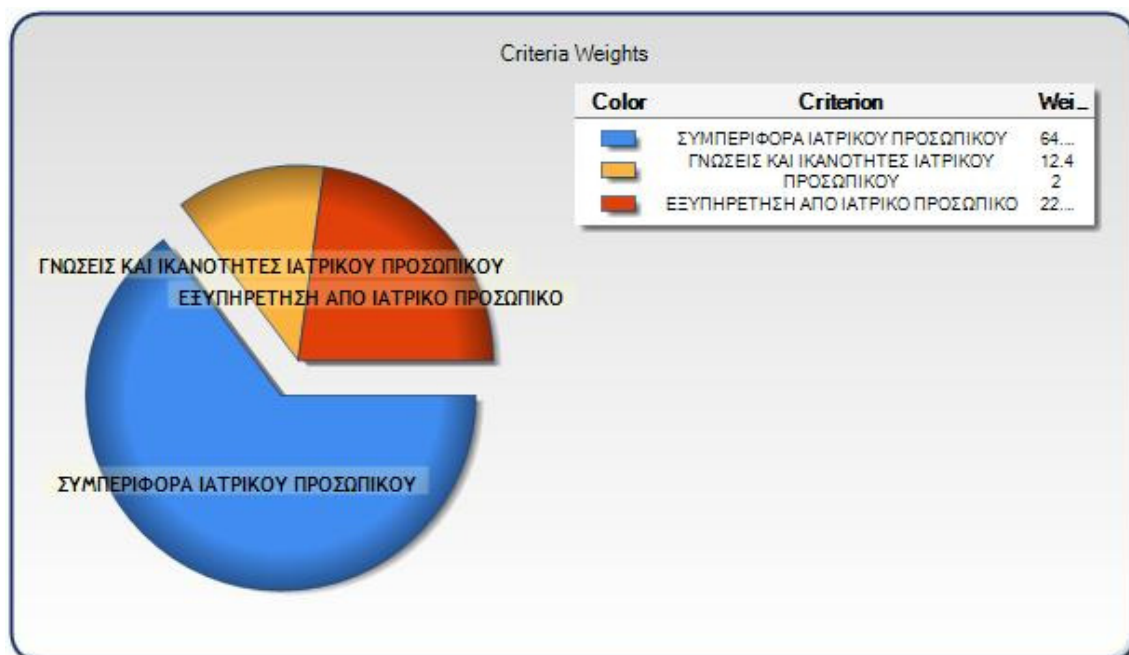 Criteria Weights
Color Criterion Wei...
ΣΥΜΠΕΡΙΦΟΡΑ ΙΑΤΡΙΚΟΥ ΠΡΟΣΩΠΙΚΟΥ 64....
ΓΝΩΣΕΙΣ ΚΑΙ ΙΚΑΝΟΤΗΤΕΣ ΙΑΤΡΙΚΟΥ 12.4
ΠΡΟΣΩΠΙΚΟΥ 2
ΕΞΥΠΗΡΕΤΗΣΗ ΑΠΟ ΙΑΤΡΙΚΟ ΠΡΟΣΩΠΙΚΟ 22....
ΓΝΩΣΕΙΣ ΚΑΙ ΙΚΑΝΟΤΗΤΕΣ ΙΑΤΡΙΚΟΥ ΠΡΟΣΩΠΙΚΟΥ
ΕΞΥΠΗΡΕΤΗΣΗ ΑΠΟ ΙΑΤΡΙΚΟ ΠΡΟΣΩΠΙΚΟ
ΣΥΜΠΕΡΙΦΟΡΑ ΙΑΤΡΙΚΟΥ ΠΡΟΣΩΠΙΚΟΥ